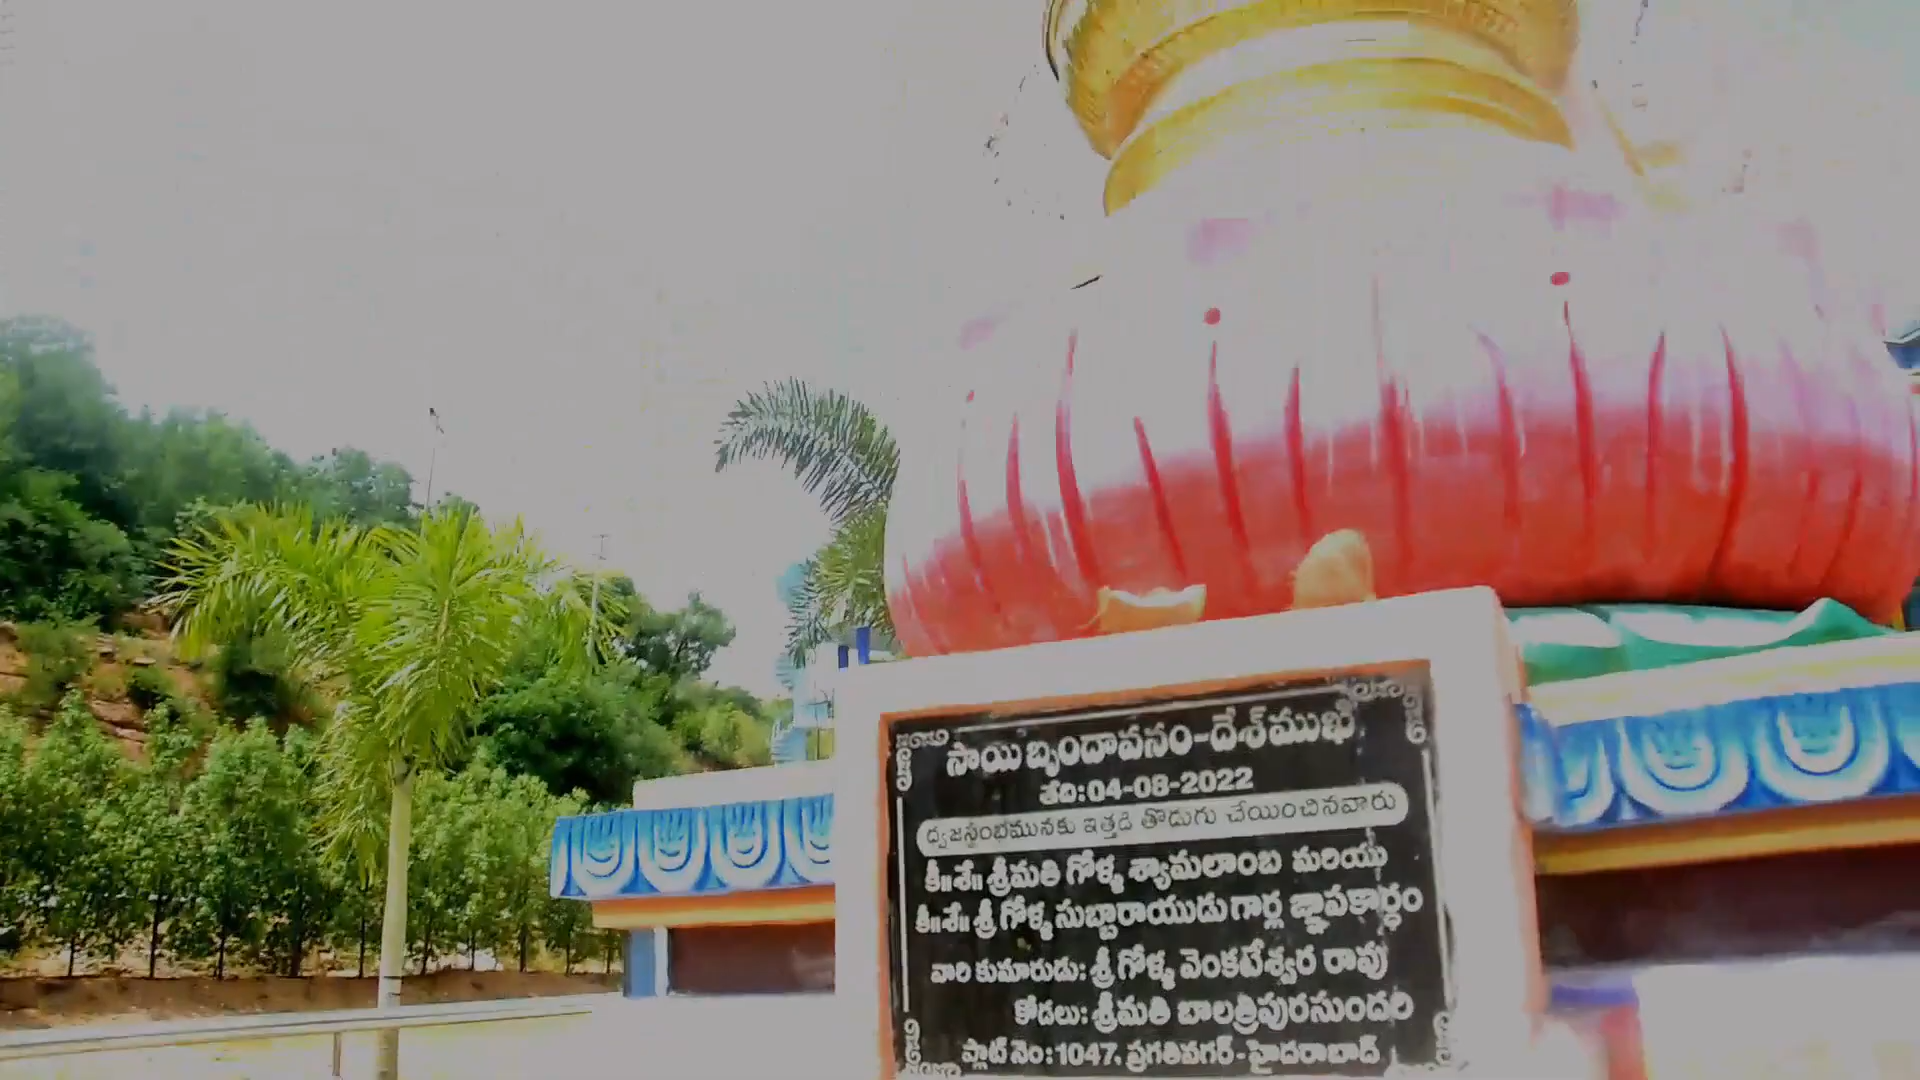 సాయి బృందావనం-దేశ్‌ముఖి
తేది:04-08-2022
ధ్వజస్తంభమునకు ఇత్తడి తొడుగు చేయించినవారు
కీ॥శే॥ శ్రీమతి గోళ్ళ శ్యామలాంబ మరియు
కీ॥శే॥ శ్రీ గోళ్ళ సుబ్బారాయుడు గార్ల జ్ఞాపకార్థం
వారి కుమారుడు: శ్రీ గోళ్ళ వెంకటేశ్వర రావు
కోడలు: శ్రీమతి బాలత్రిపురసుందరి
ప్లాట్ నెం:1047, ప్రగతినగర్-హైదరాబాద్